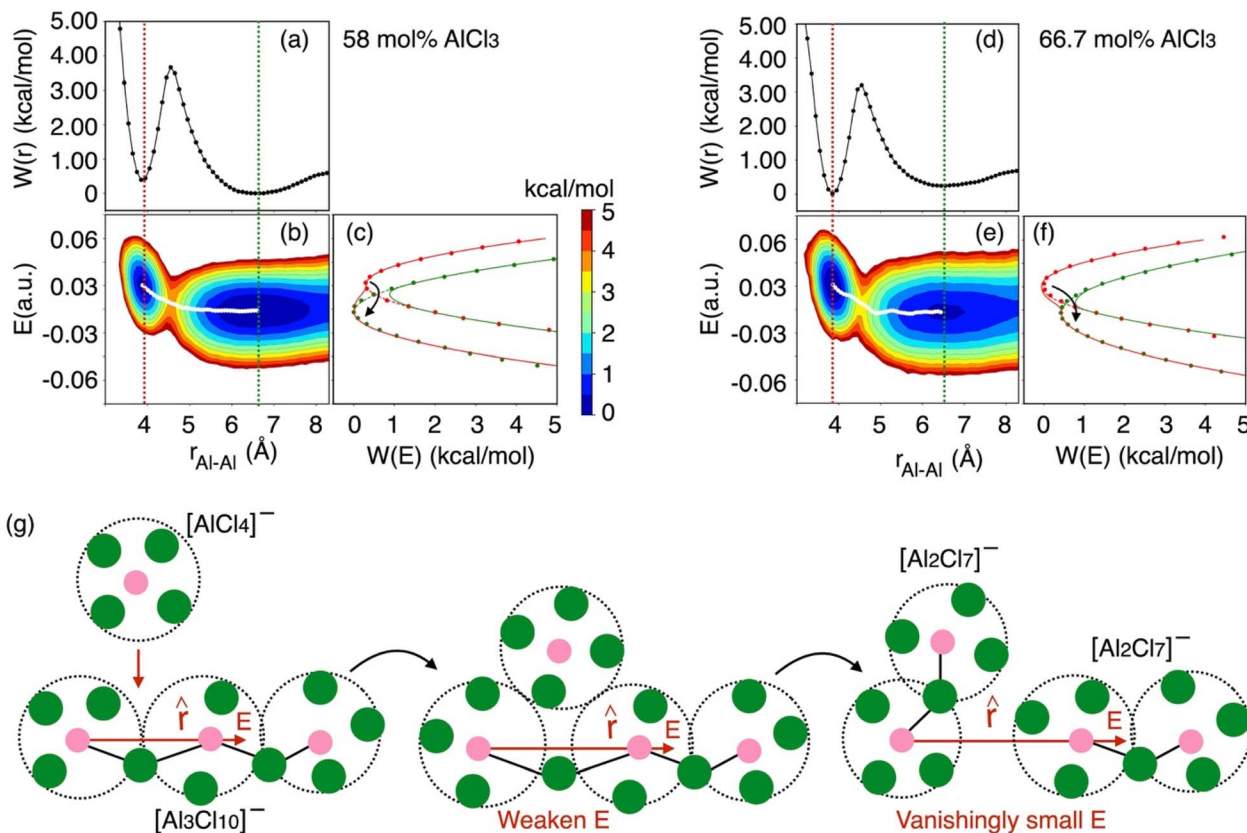 (a) 58 mol% AlCl3
W(r) (kcal/mol)
5.00
4.00
3.00
2.00
1.00
0
(d) 66.7 mol% AlCl3
W(r) (kcal/mol)
5.00
4.00
3.00
2.00
1.00
0
(b)
E(a.u.)
0.06
0.03
-0.03
-0.06
4 5 6 7 8
rAl-Al (Å)
(c)
0 1 2 3 4 5
W(E) (kcal/mol)
kcal/mol
5
4
3
2
1
0
(e)
E(a.u.)
0.06
0.03
-0.03
-0.06
4 5 6 7 8
rAl-Al (Å)
(f)
0 1 2 3 4 5
W(E) (kcal/mol)
(g)
[AlCl4]−
r̂ E
[Al3Cl10]−
r̂ E
Weaken E
[Al2Cl7]−
[Al2Cl7]−
r̂ E
Vanishingly small E